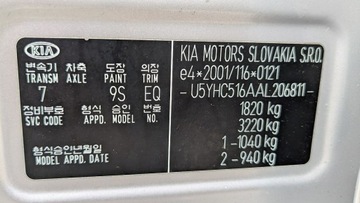 KIA
변속기 차축 도장 의장
TRANSM AXLE PAINT TRIM
7 9S EQ
정비부호 형식 승인번호
SVC CODE APPD. MODEL NO.
형식승인년월일
MODEL APPD. DATE
KIA MOTORS SLOVAKIA S.R.O.
e4*2001/116*0121
-U5YHC516AAL206811-
1820 kg
3220 kg
1-1040 kg
2-940 kg